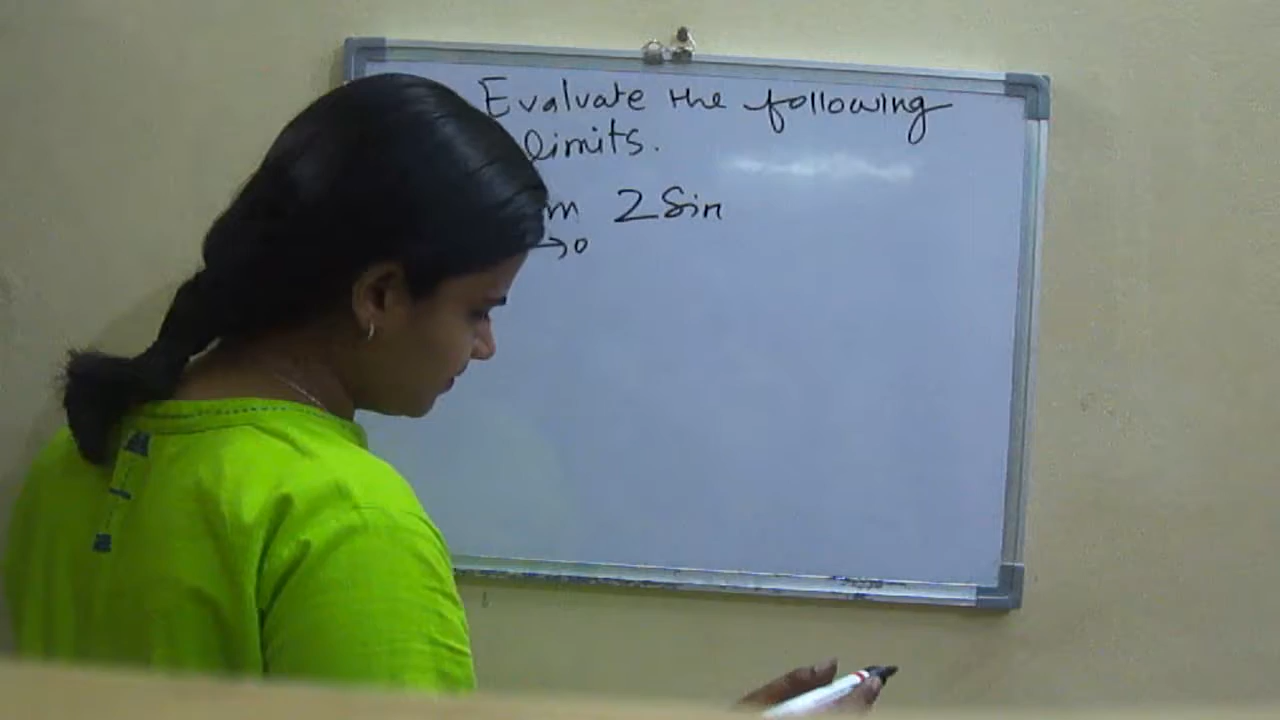 Evaluate the following
limits.
m 2 Sin
→0